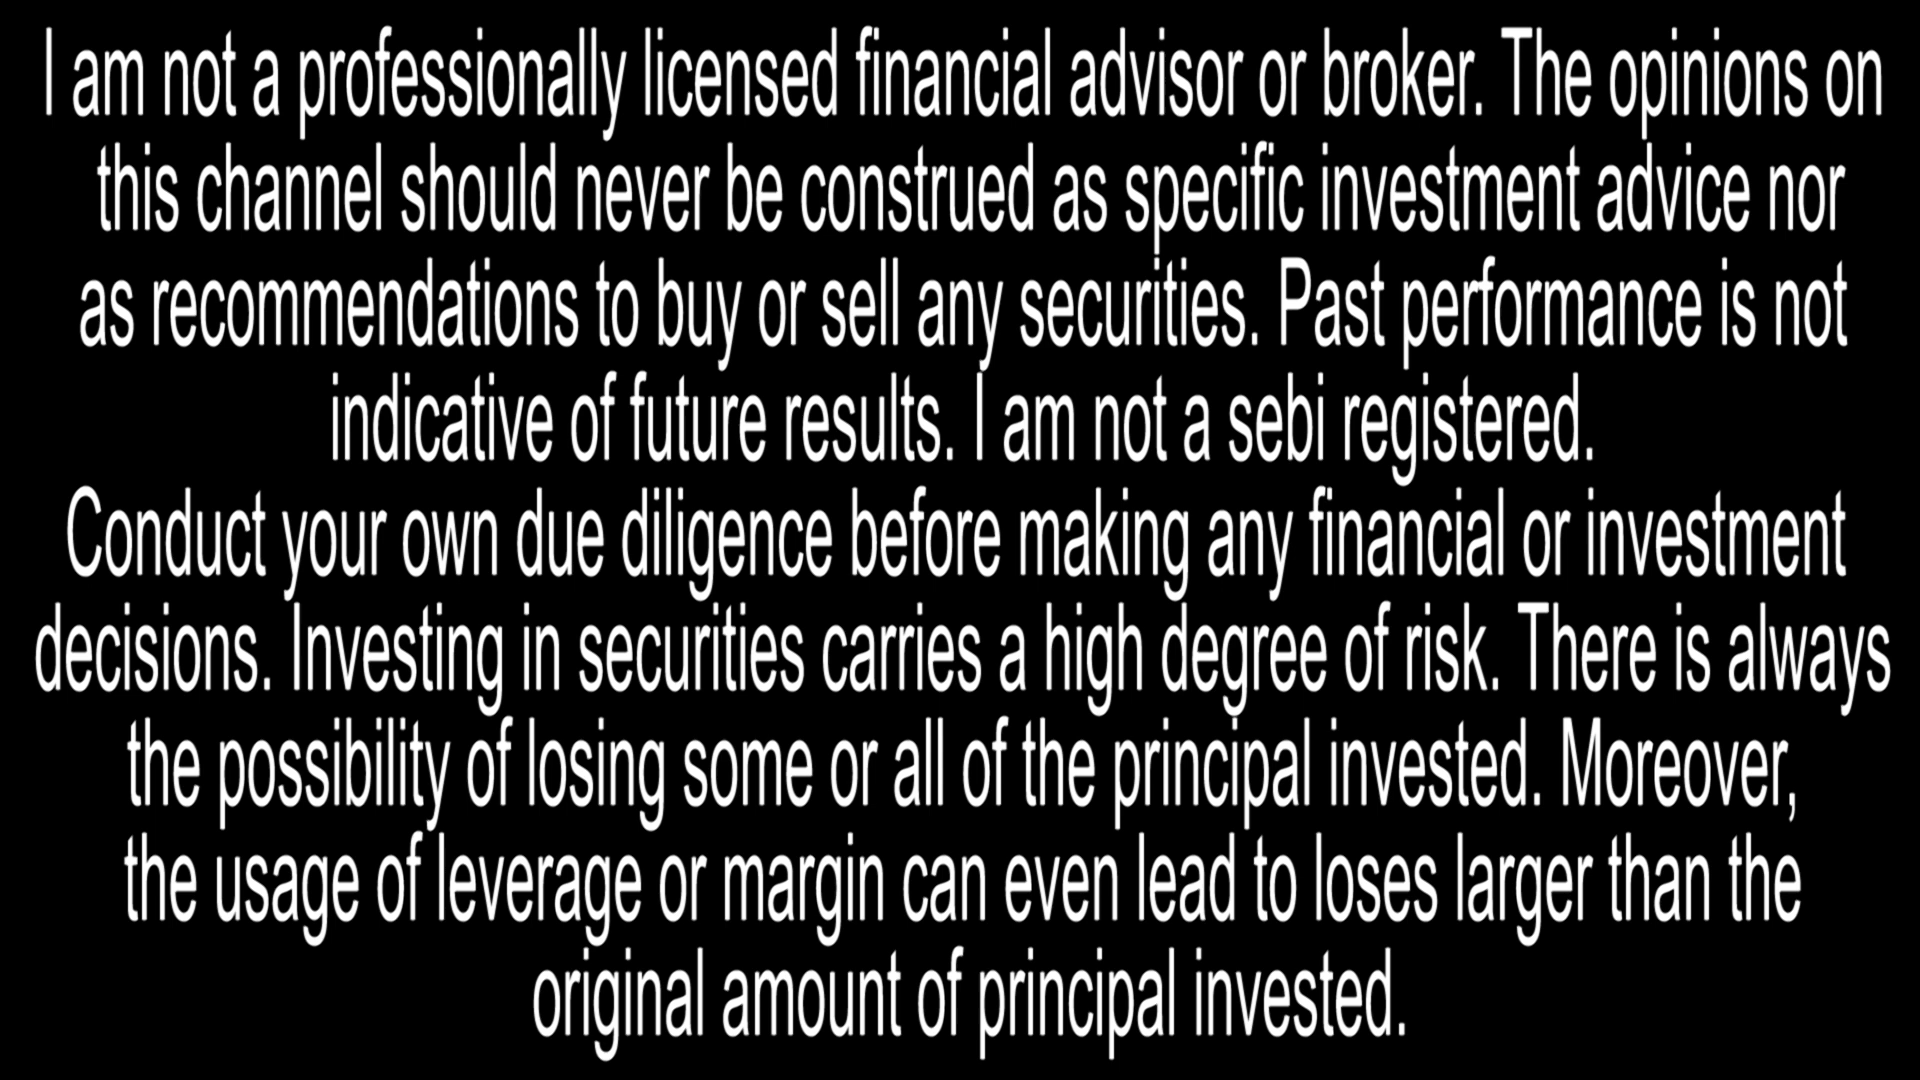 I am not a professionally licensed financial advisor or broker. The opinions on
this channel should never be construed as specific investment advice nor
as recommendations to buy or sell any securities. Past performance is not
indicative of future results. I am not a sebi registered.
Conduct your own due diligence before making any financial or investment
decisions. Investing in securities carries a high degree of risk. There is always
the possibility of losing some or all of the principal invested. Moreover,
the usage of leverage or margin can even lead to loses larger than the
original amount of principal invested.